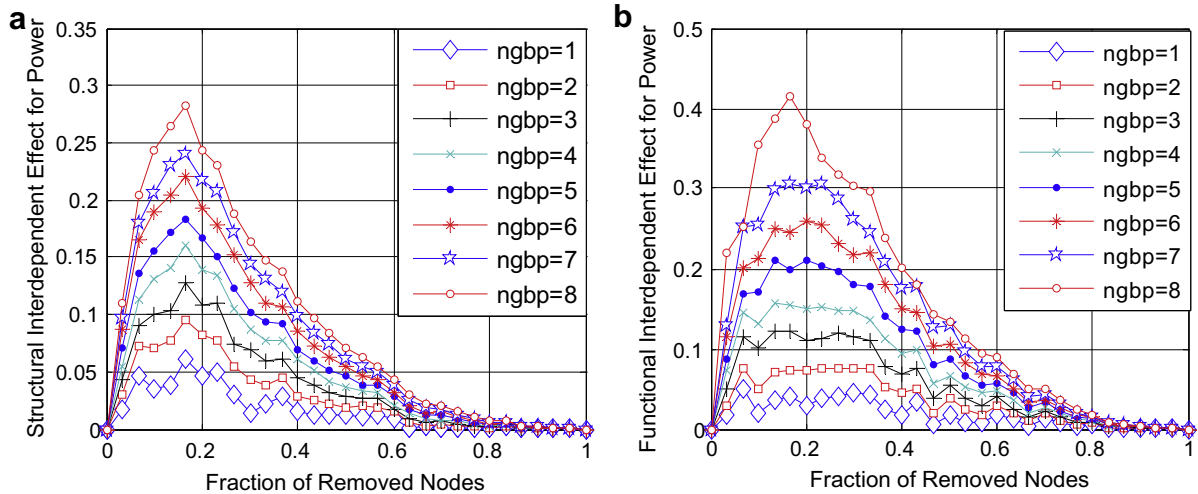 a
Structural Interdependent Effect for Power
0.35
0.3
0.25
0.2
0.15
0.1
0.05
0
0 0.2 0.4 0.6 0.8 1
Fraction of Removed Nodes
ngbp=1
ngbp=2
ngbp=3
ngbp=4
ngbp=5
ngbp=6
ngbp=7
ngbp=8
b
Functional Interdependent Effect for Power
0.5
0.4
0.3
0.2
0.1
0
0 0.2 0.4 0.6 0.8 1
Fraction of Removed Nodes
ngbp=1
ngbp=2
ngbp=3
ngbp=4
ngbp=5
ngbp=6
ngbp=7
ngbp=8